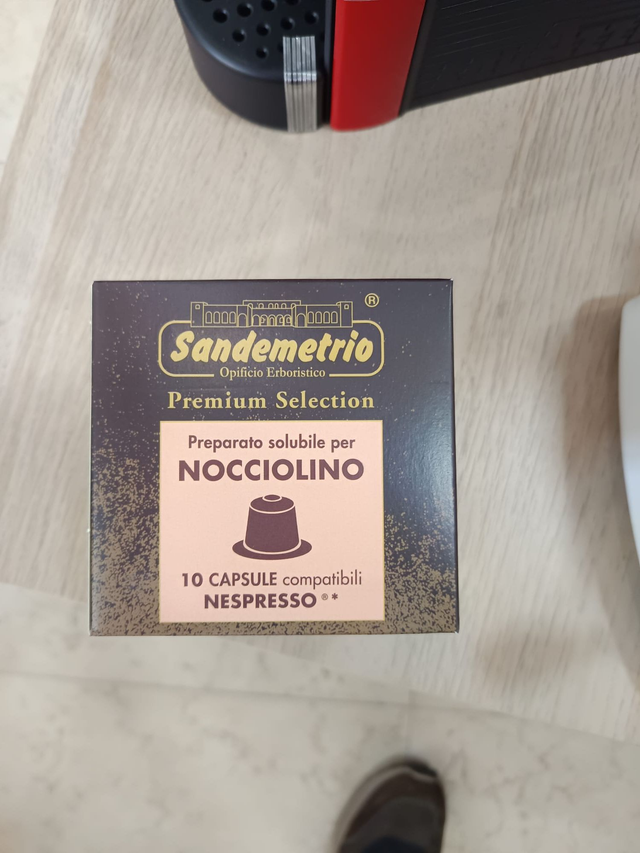 ®
Sandemetrio
Opificio Erboristico
Premium Selection
Preparato solubile per
NOCCIOLINO
10 CAPSULE compatibili
NESPRESSO ® *